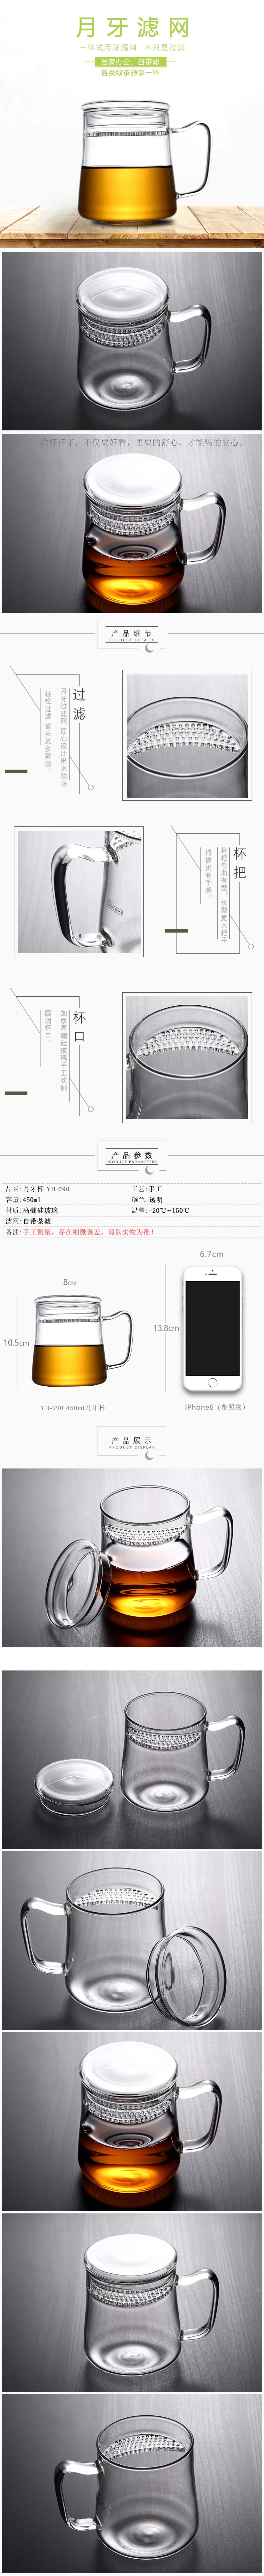 月牙滤网
一体式月牙漏网 不只是过滤
居家办公、自带滤
各类绿茶静享一杯
一款好杯子，不仅要好看，更要的舒心，才能喝的安心。
产品细节
PRODUCT DETAILS
过滤
月牙过滤网 匠心设计出水顺畅
轻松过滤 省去更多繁琐。
杯把
杯把弯曲有型，长型宽大把手
持握更有手感。
杯口
加厚高硼硅玻璃手工吹制
圆润杯口。
产品参数
PRODUCT PARAMETERS
品名:月牙杯 YH-090
工艺:手工
容量:450ml
颜色:透明
材质:高硼硅玻璃
温差:-20℃~150℃
滤网:自带茶滤
备注:手工测量，存在细微误差，请以实物为准！
6.7cm
8CM
13.8cm
10.5cm
YH-090 450ml月牙杯
IPhone6（参照物）
产品展示
PRODUCT DISPLAY